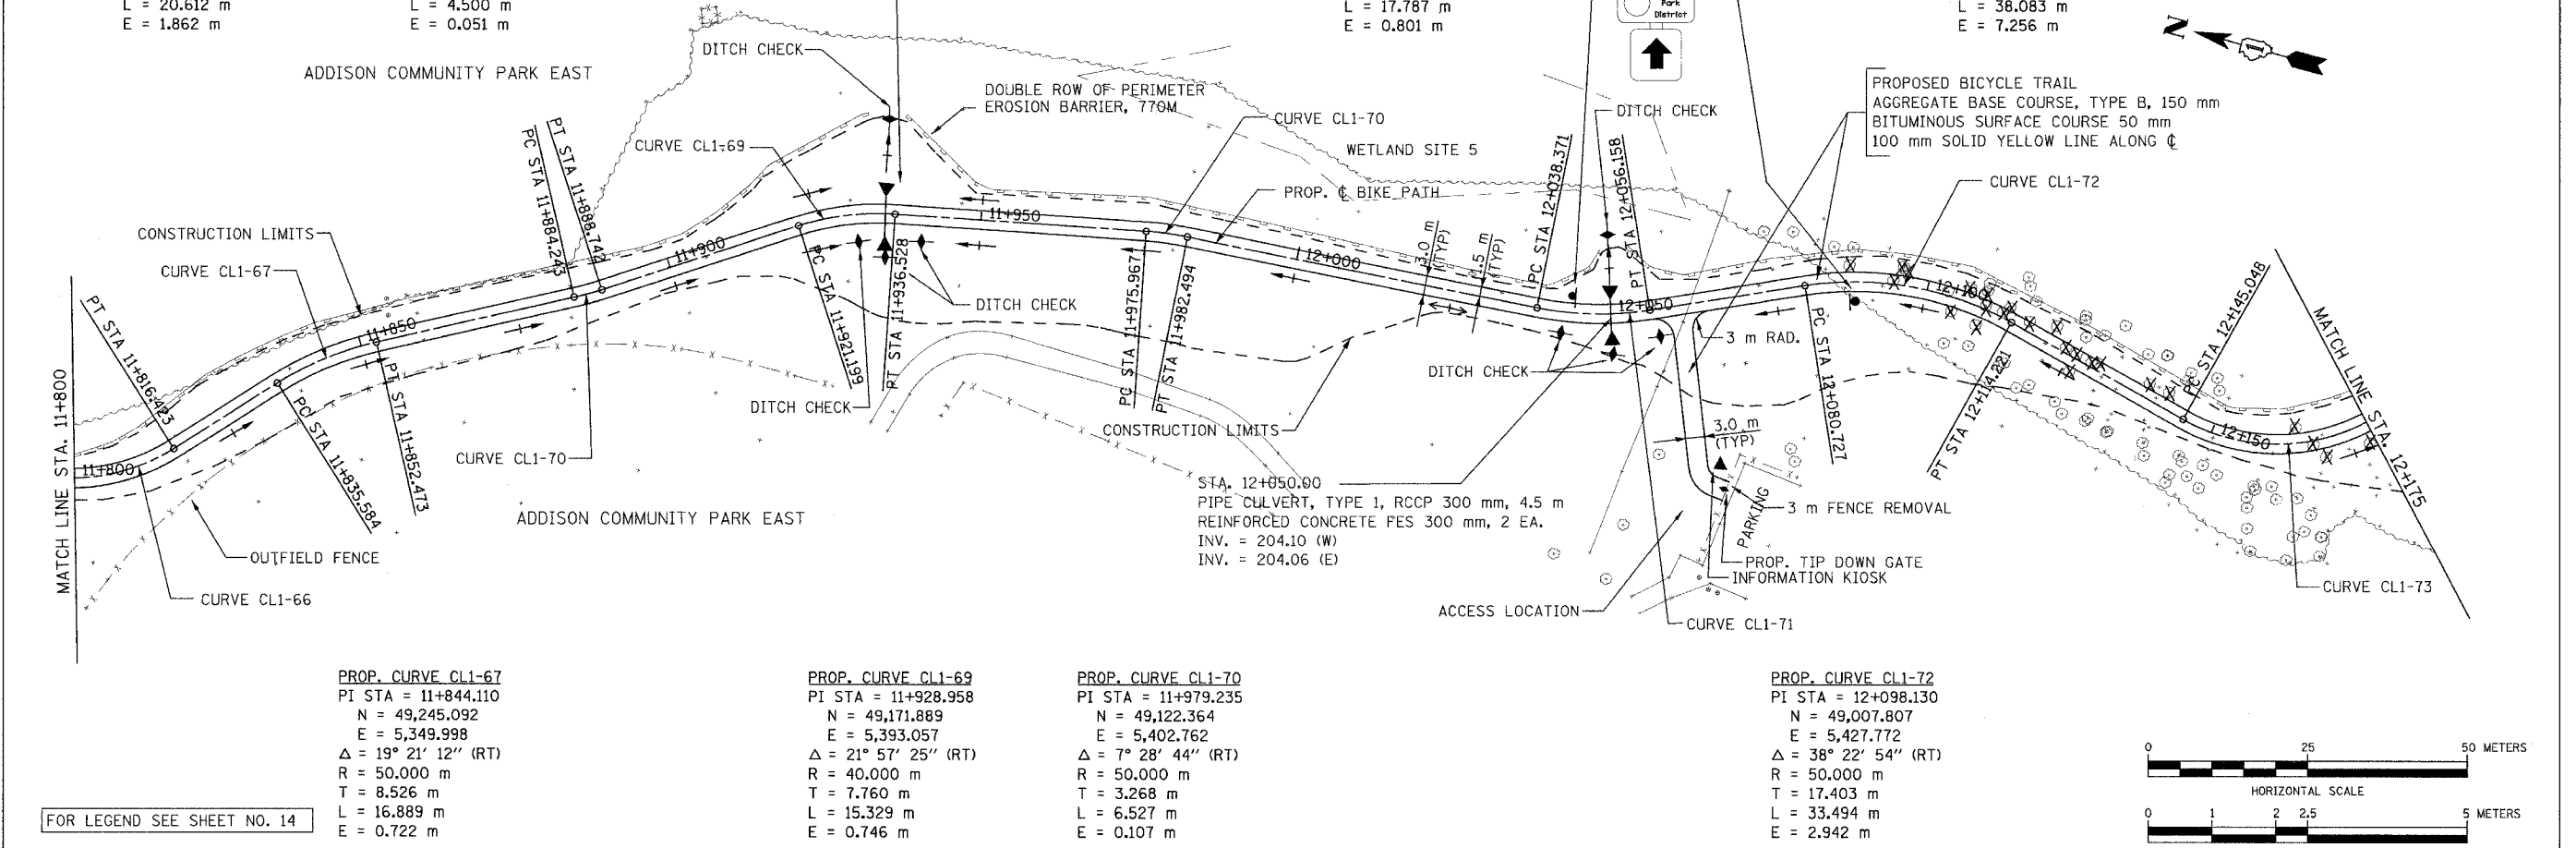 L = 20.612 m
E = 1.862 m
L = 4.500 m
E = 0.051 m
L = 17.787 m
E = 0.801 m
Park
District
L = 38.083 m
E = 7.256 m
N
1
ADDISON COMMUNITY PARK EAST
DITCH CHECK
DOUBLE ROW OF PERIMETER
EROSION BARRIER, 770M
CURVE CL1-70
DITCH CHECK
PROPOSED BICYCLE TRAIL
AGGREGATE BASE COURSE, TYPE B, 150 mm
BITUMINOUS SURFACE COURSE 50 mm
100 mm SOLID YELLOW LINE ALONG ℄
PT STA 11+888.742
PC STA 11+884.243
CURVE CL1-69
WETLAND SITE 5
PROP. ℄ BIKE PATH
PC STA 12+038.371
PT STA 12+056.158
CURVE CL1-72
CONSTRUCTION LIMITS
CURVE CL1-67
11+950
11+900
12+000
3.0 m
(TYP)
1.5 m
(TYP)
12+050
12+100
MATCH LINE STA. 11+800
PT STA 11+816.423
11+850
11+800
PC STA 11+835.584
PT STA 11+852.473
CURVE CL1-70
PC STA 11+921.199
PT STA 11+936.528
DITCH CHECK
DITCH CHECK
PC STA 11+975.967
PT STA 11+982.494
CONSTRUCTION LIMITS
DITCH CHECK
3 m RAD.
3.0 m
(TYP)
PC STA 12+080.727
PT STA 12+114.221
PC STA 12+145.048
12+150
MATCH LINE STA. 12+175
ADDISON COMMUNITY PARK EAST
OUTFIELD FENCE
CURVE CL1-66
STA. 12+050.00
PIPE CULVERT, TYPE 1, RCCP 300 mm, 4.5 m
REINFORCED CONCRETE FES 300 mm, 2 EA.
INV. = 204.10 (W)
INV. = 204.06 (E)
PARKING
3 m FENCE REMOVAL
PROP. TIP DOWN GATE
INFORMATION KIOSK
ACCESS LOCATION
CURVE CL1-71
CURVE CL1-73
PROP. CURVE CL1-67
PI STA = 11+844.110
N = 49,245.092
E = 5,349.998
Δ = 19° 21' 12'' (RT)
R = 50.000 m
T = 8.526 m
L = 16.889 m
E = 0.722 m
PROP. CURVE CL1-69
PI STA = 11+928.958
N = 49,171.889
E = 5,393.057
Δ = 21° 57' 25'' (RT)
R = 40.000 m
T = 7.760 m
L = 15.329 m
E = 0.746 m
PROP. CURVE CL1-70
PI STA = 11+979.235
N = 49,122.364
E = 5,402.762
Δ = 7° 28' 44'' (RT)
R = 50.000 m
T = 3.268 m
L = 6.527 m
E = 0.107 m
PROP. CURVE CL1-72
PI STA = 12+098.130
N = 49,007.807
E = 5,427.772
Δ = 38° 22' 54'' (RT)
R = 50.000 m
T = 17.403 m
L = 33.494 m
E = 2.942 m
FOR LEGEND SEE SHEET NO. 14
0 25 50 METERS
HORIZONTAL SCALE
0 1 2 2.5 5 METERS